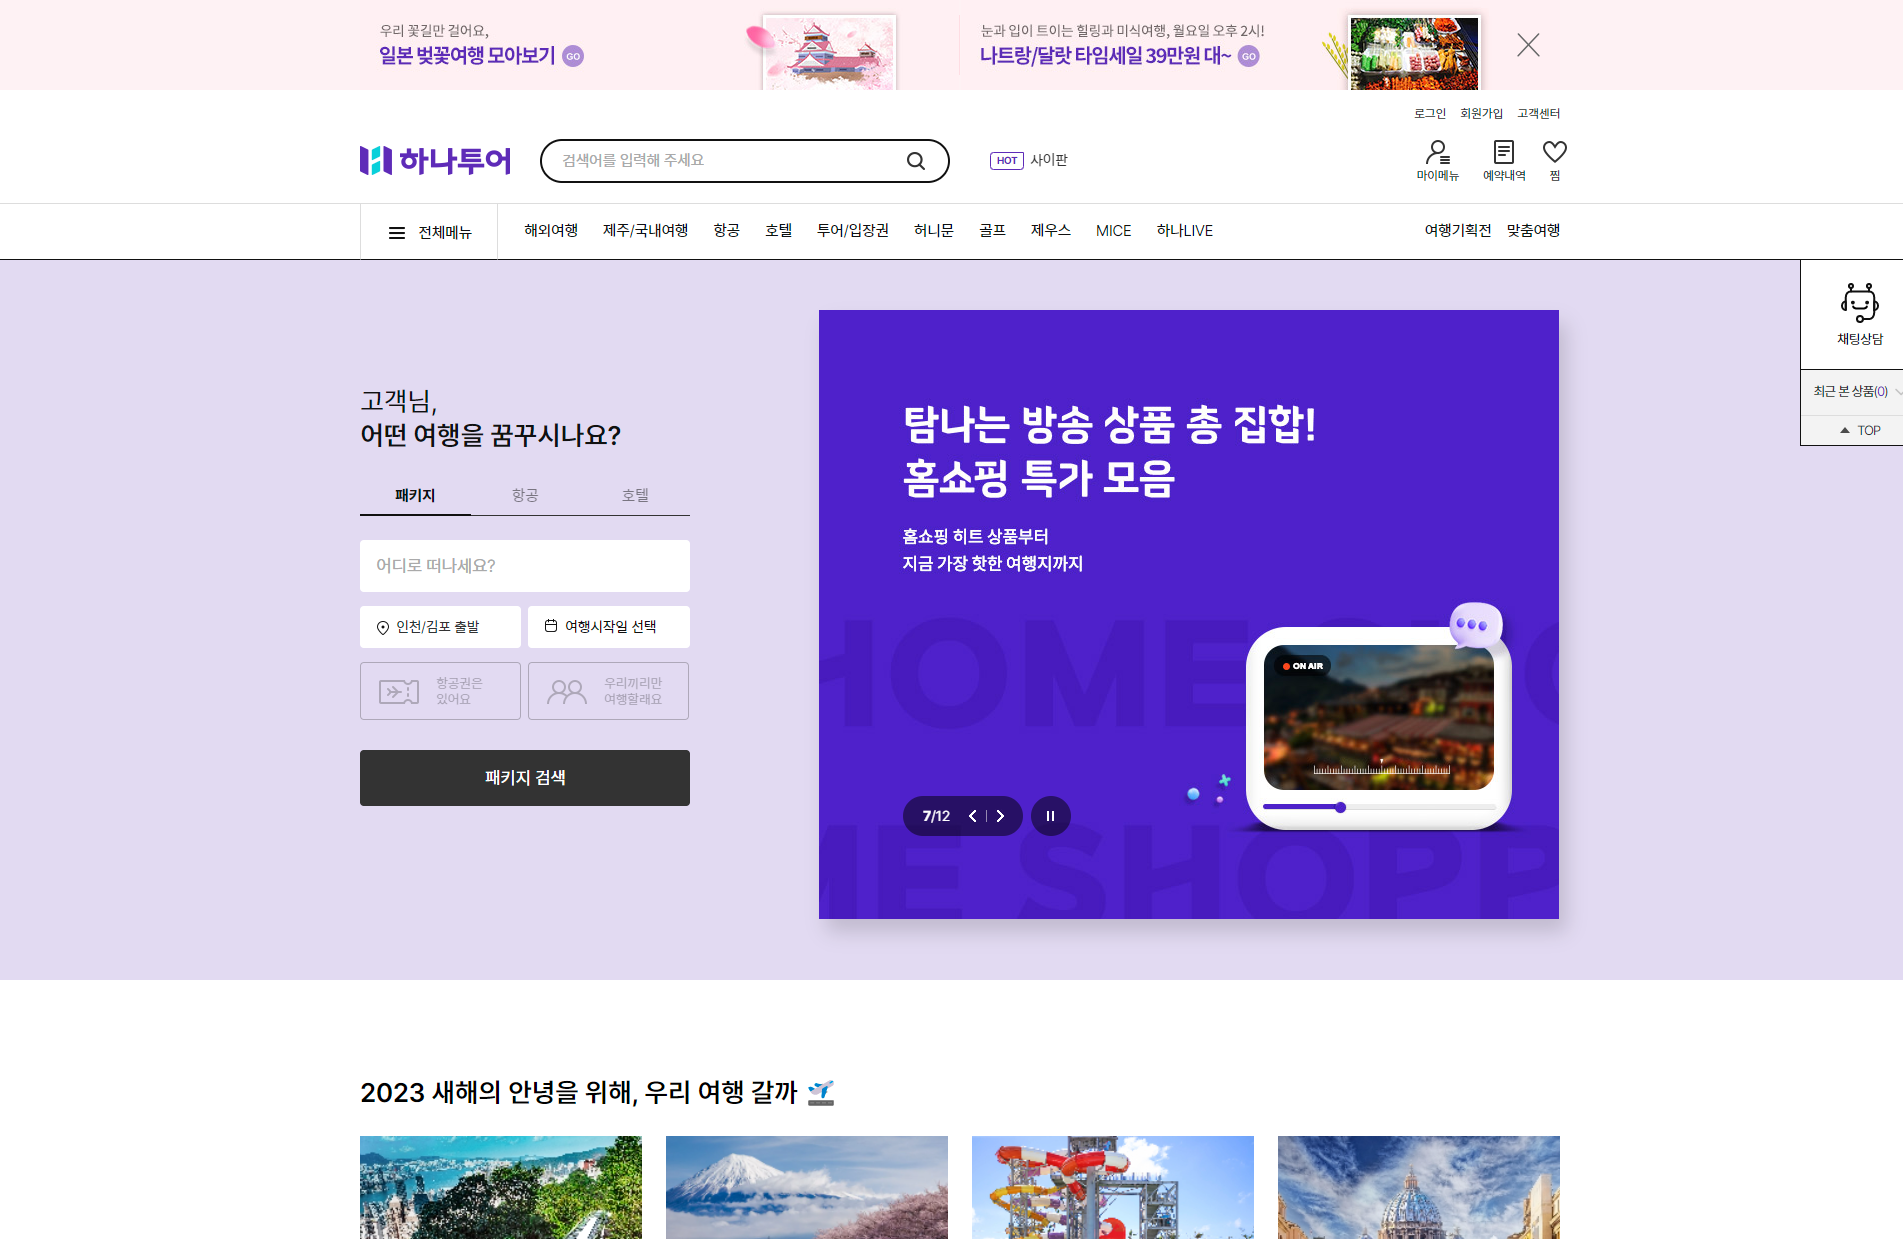 우리 꽃길만 걸어요,
일본 벚꽃여행 모아보기 GO
눈과 입이 트이는 힐링과 미식여행, 월요일 오후 2시!
나트랑/달랏 타임세일 39만원 대~ GO
로그인 회원가입 고객센터
하나투어
검색어를 입력해 주세요
HOT 사이판
마이메뉴 예약내역 찜
전체메뉴 해외여행 제주/국내여행 항공 호텔 투어/입장권 허니문 골프 제우스 MICE 하나LIVE 여행기획전 맞춤여행
채팅상담
최근 본 상품(0)
TOP
고객님,
어떤 여행을 꿈꾸시나요?
패키지 항공 호텔
어디로 떠나세요?
인천/김포 출발 여행시작일 선택
항공권은
있어요
우리끼리만
여행할래요
패키지 검색
탐나는 방송 상품 총 집합!
홈쇼핑 특가 모음
홈쇼핑 히트 상품부터
지금 가장 핫한 여행지까지
HOME SHO
ON AIR
7/12
ME SHOPP
2023 새해의 안녕을 위해, 우리 여행 갈까